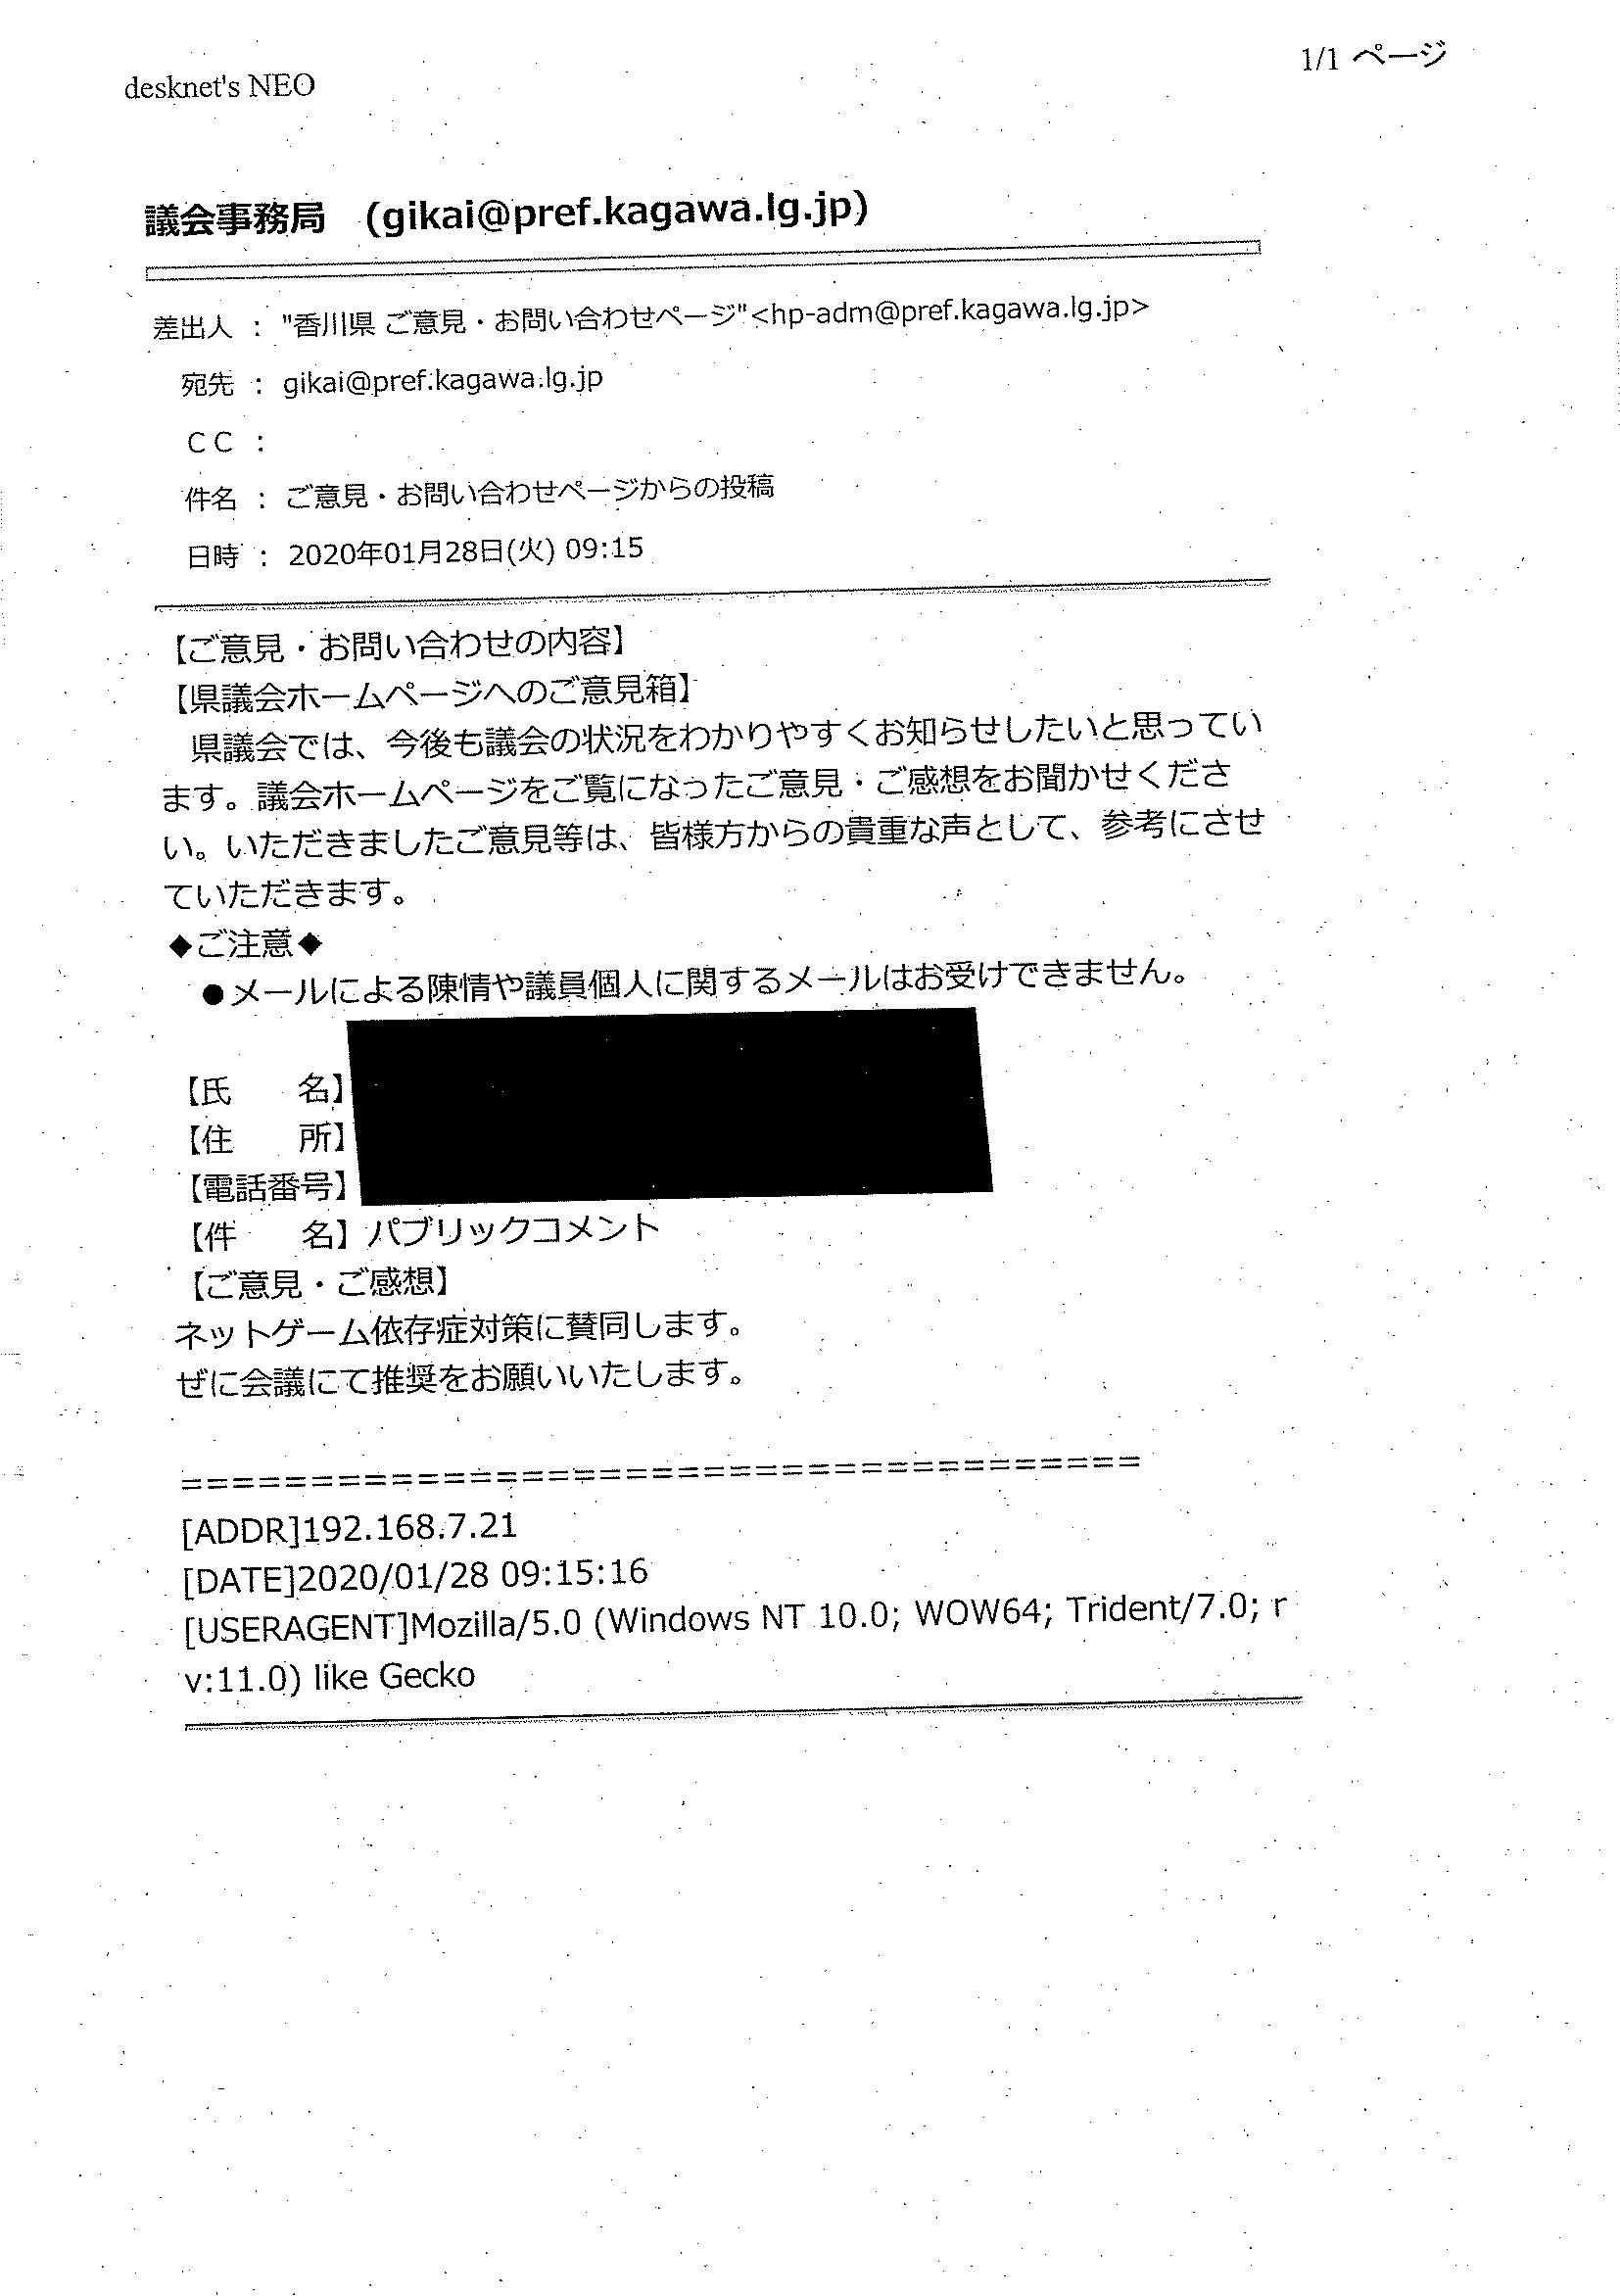 desknet's NEO
1/1 ページ
議会事務局 (gikai@pref.kagawa.lg.jp)
差出人 : "香川県 ご意見・お問い合わせページ"<hp-adm@pref.kagawa.lg.jp>
宛先 : gikai@pref.kagawa.lg.jp
CC :
件名 : ご意見・お問い合わせページからの投稿
日時 : 2020年01月28日(火) 09:15
【ご意見・お問い合わせの内容】
【県議会ホームページへのご意見箱】
県議会では、今後も議会の状況をわかりやすくお知らせしたいと思ってい
ます。議会ホームページをご覧になったご意見・ご感想をお聞かせくださ
い。いただきましたご意見等は、皆様方からの貴重な声として、参考にさせ
ていただきます。
◆ご注意◆
●メールによる陳情や議員個人に関するメールはお受けできません。
【氏　　名】
【住　　所】
【電話番号】
【件　　名】パブリックコメント
【ご意見・ご感想】
ネットゲーム依存症対策に賛同します。
ぜに会議にて推奨をお願いいたします。
=====================================
[ADDR]192.168.7.21
[DATE]2020/01/28 09:15:16
[USERAGENT]Mozilla/5.0 (Windows NT 10.0; WOW64; Trident/7.0; r
v:11.0) like Gecko